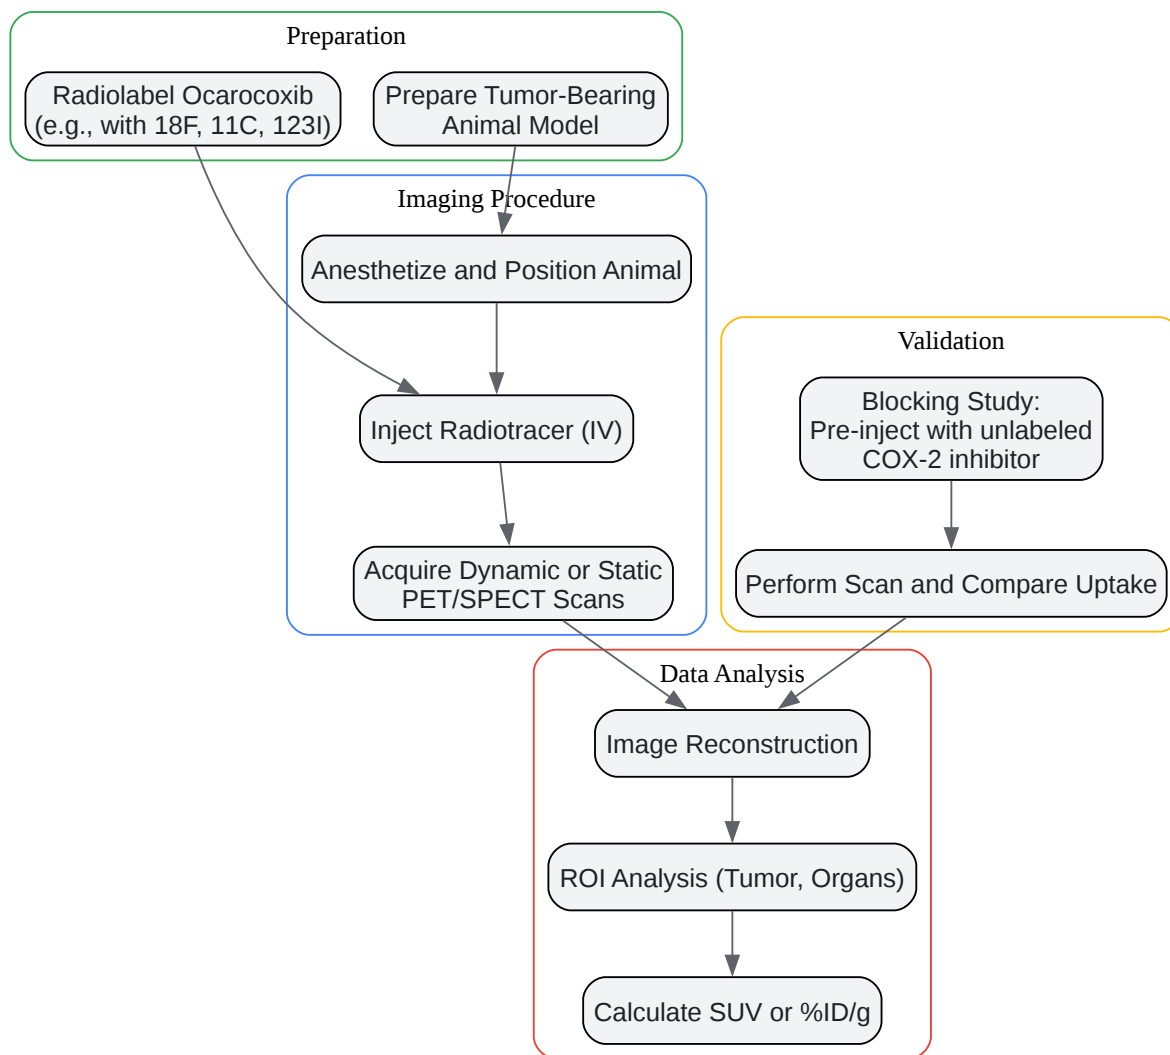 Preparation
Radiolabel Ocarocoxib
(e.g., with 18F, 11C, 123I)
Prepare Tumor-Bearing
Animal Model
Imaging Procedure
Anesthetize and Position Animal
Inject Radiotracer (IV)
Acquire Dynamic or Static
PET/SPECT Scans
Validation
Blocking Study:
Pre-inject with unlabeled
COX-2 inhibitor
Perform Scan and Compare Uptake
Data Analysis
Image Reconstruction
ROI Analysis (Tumor, Organs)
Calculate SUV or %ID/g